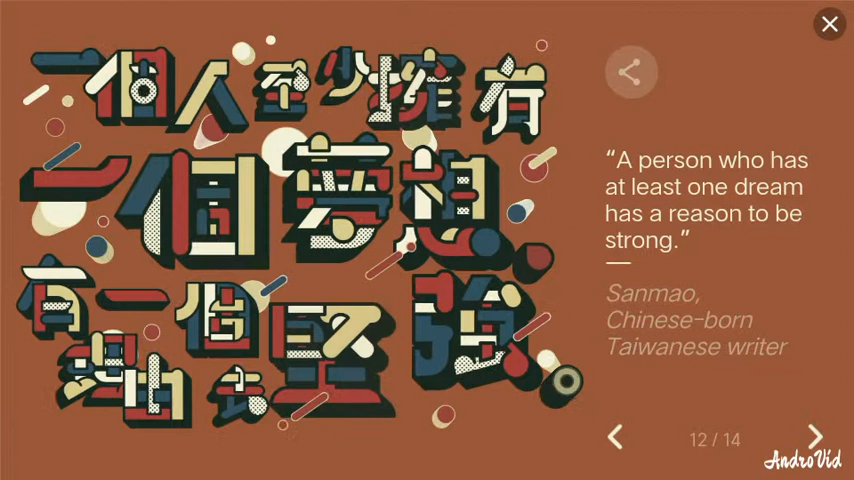 一個人至少擁有
一個夢想
有一個堅強
理由去
“A person who has
at least one dream
has a reason to be
strong.”
Sanmao,
Chinese-born
Taiwanese writer
12 / 14
AndroVid